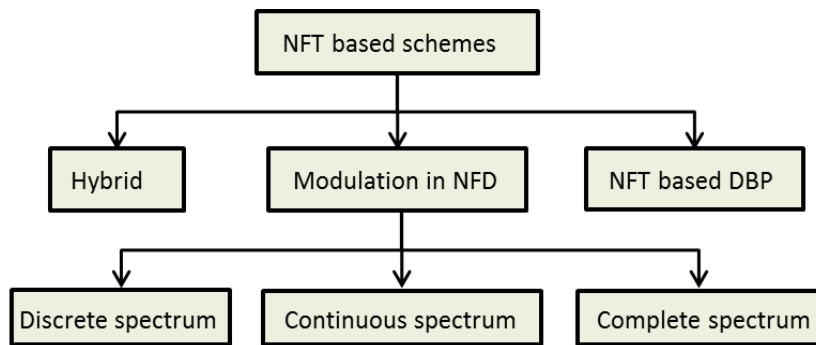 NFT based schemes
Hybrid
Modulation in NFD
NFT based DBP
Discrete spectrum
Continuous spectrum
Complete spectrum